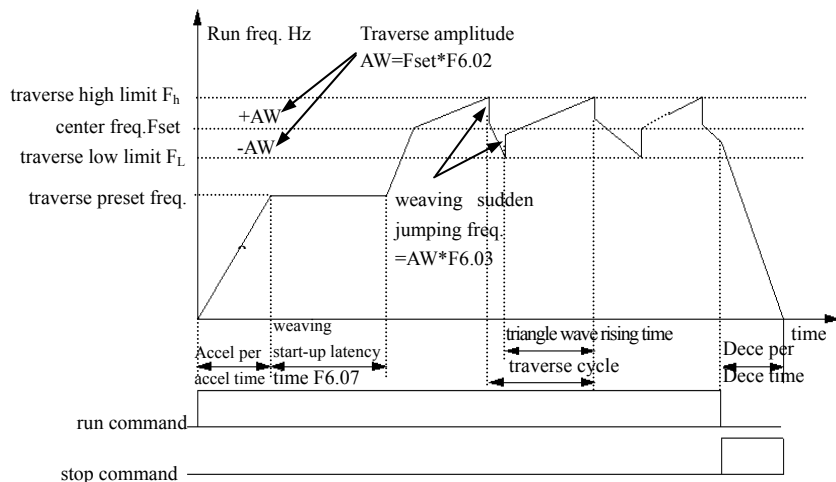 Run freq. Hz
Traverse amplitude
AW=Fset*F6.02
traverse high limit Fh
+AW
center freq.Fset
-AW
traverse low limit FL
traverse preset freq.
weaving sudden
jumping freq.
=AW*F6.03
time
weaving
start-up latency
time F6.07
Accel per
accel time
triangle wave rising time
traverse cycle
Dece per
Dece time
run command
stop command